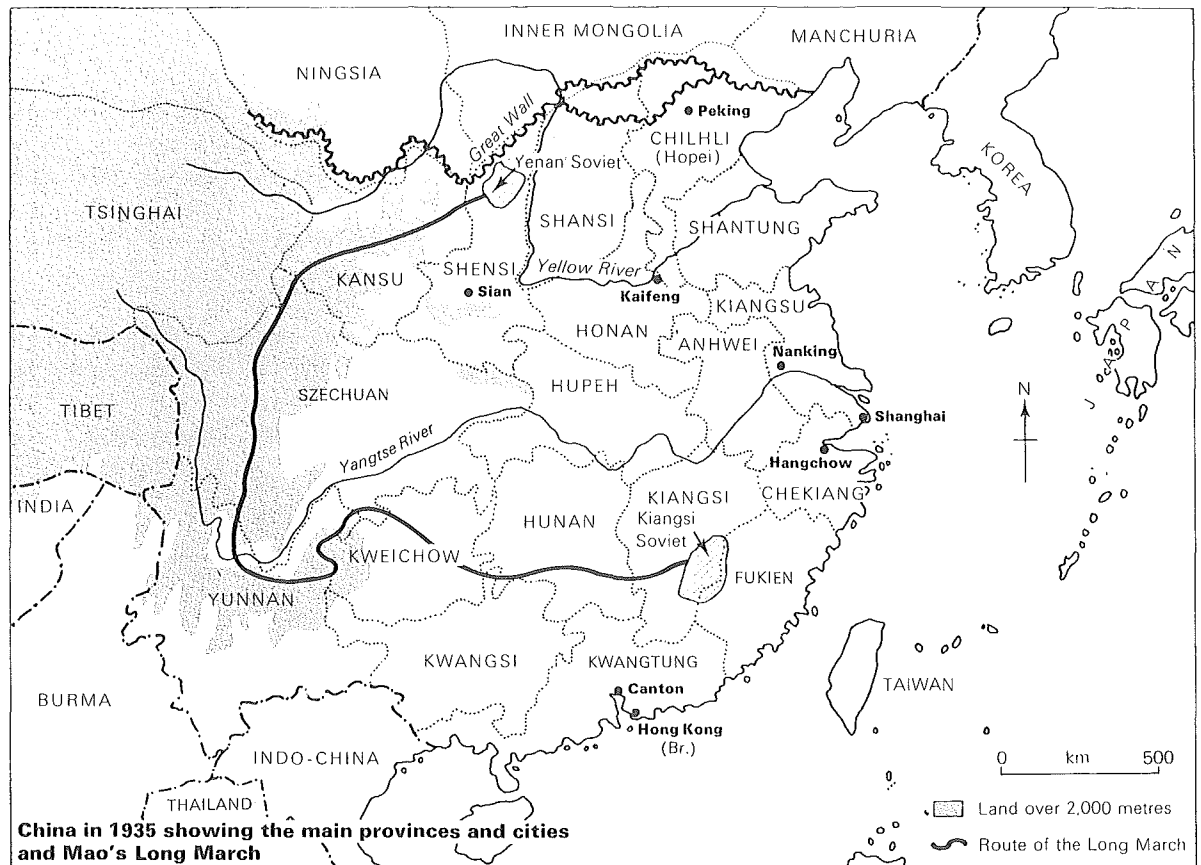 INNER MONGOLIA
MANCHURIA
NINGSIA
Peking
Great Wall
CHILHLI
(Hopei)
Yenan Soviet
KOREA
TSINGHAI
SHANSI
SHANTUNG
KANSU
SHENSI
Yellow River
Sian
Kaifeng
KIANGSU
JAPAN
HONAN
ANHWEI
Nanking
SZECHUAN
HUPEH
TIBET
N
Shanghai
Yangtse River
Hangchow
INDIA
KIANGSI
CHEKIANG
HUNAN
Kiangsi
Soviet
KWEICHOW
FUKIEN
YUNNAN
KWANGSI
KWANGTUNG
Canton
TAIWAN
BURMA
Hong Kong
(Br.)
INDO-CHINA
0 km 500
THAILAND
Land over 2,000 metres
China in 1935 showing the main provinces and cities
and Mao's Long March
Route of the Long March